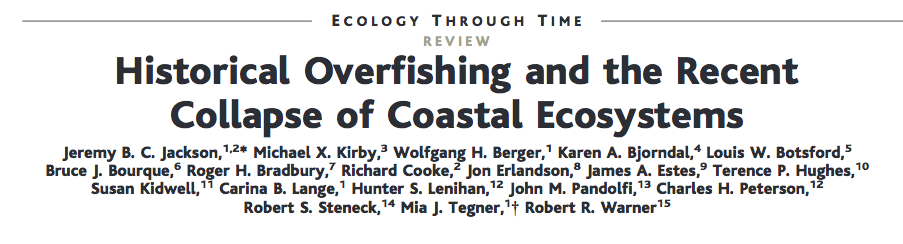 ECOLOGY THROUGH TIME
REVIEW
Historical Overfishing and the Recent
Collapse of Coastal Ecosystems
Jeremy B. C. Jackson,1,2* Michael X. Kirby,3 Wolfgang H. Berger,1 Karen A. Bjorndal,4 Louis W. Botsford,5
Bruce J. Bourque,6 Roger H. Bradbury,7 Richard Cooke,2 Jon Erlandson,8 James A. Estes,9 Terence P. Hughes,10
Susan Kidwell,11 Carina B. Lange,1 Hunter S. Lenihan,12 John M. Pandolfi,13 Charles H. Peterson,12
Robert S. Steneck,14 Mia J. Tegner,1† Robert R. Warner15